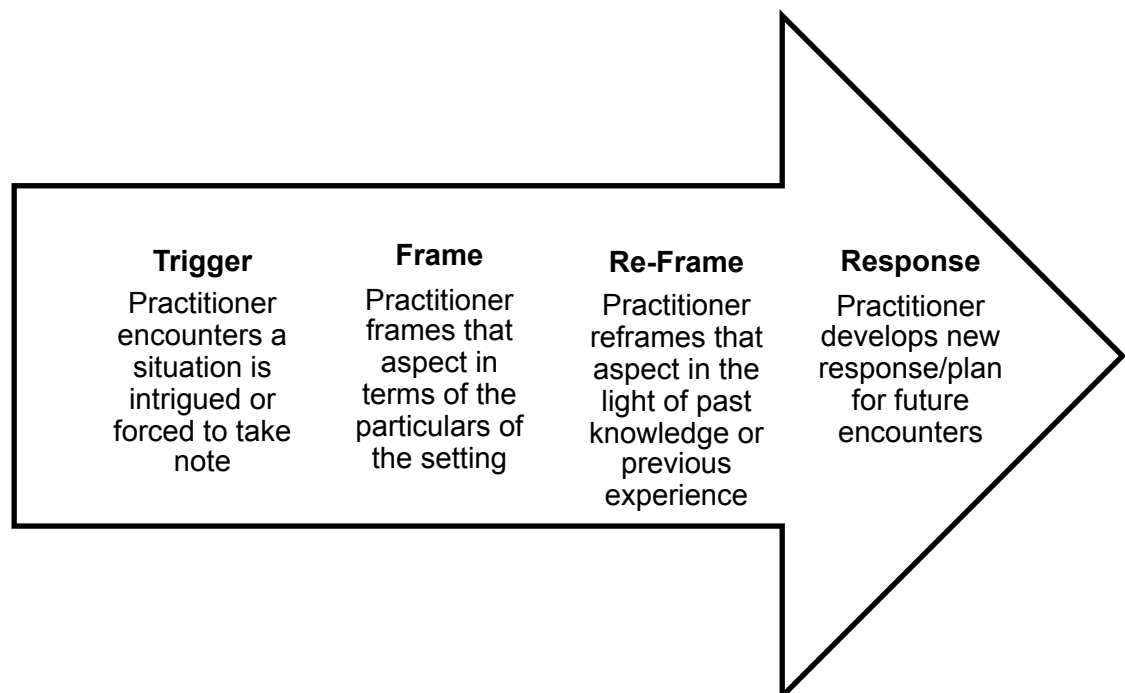 Trigger
Practitioner
encounters a
situation is
intrigued or
forced to take
note
Frame
Practitioner
frames that
aspect in
terms of the
particulars of
the setting
Re-Frame
Practitioner
reframes that
aspect in the
light of past
knowledge or
previous
experience
Response
Practitioner
develops new
response/plan
for future
encounters